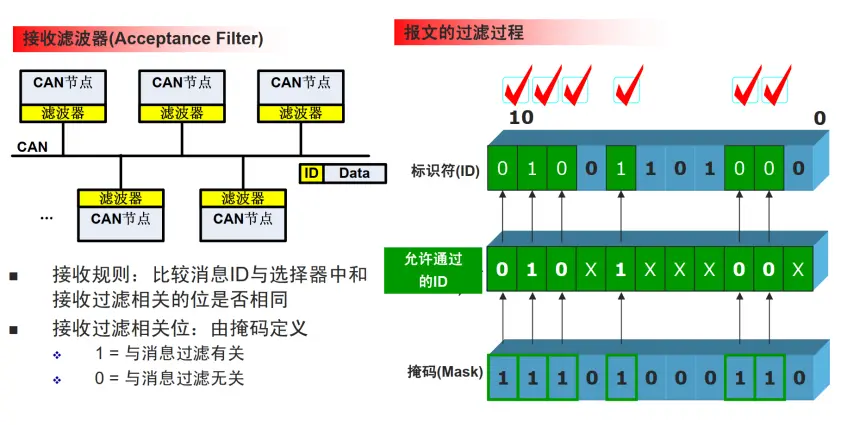 接收滤波器(Acceptance Filter)
CAN节点
滤波器
CAN节点
滤波器
CAN节点
滤波器
CAN
ID Data
滤波器
CAN节点
滤波器
CAN节点
...
接收规则：比较消息ID与选择器中和
接收过滤相关的位是否相同
接收过滤相关位：由掩码定义
1 = 与消息过滤有关
0 = 与消息过滤无关
报文的过滤过程
10 0
标识符(ID) 0 1 0 0 1 1 0 1 0 0 0
允许通过
的ID
0 1 0 X 1 X X X 0 0 X
掩码(Mask) 1 1 1 0 1 0 0 0 1 1 0